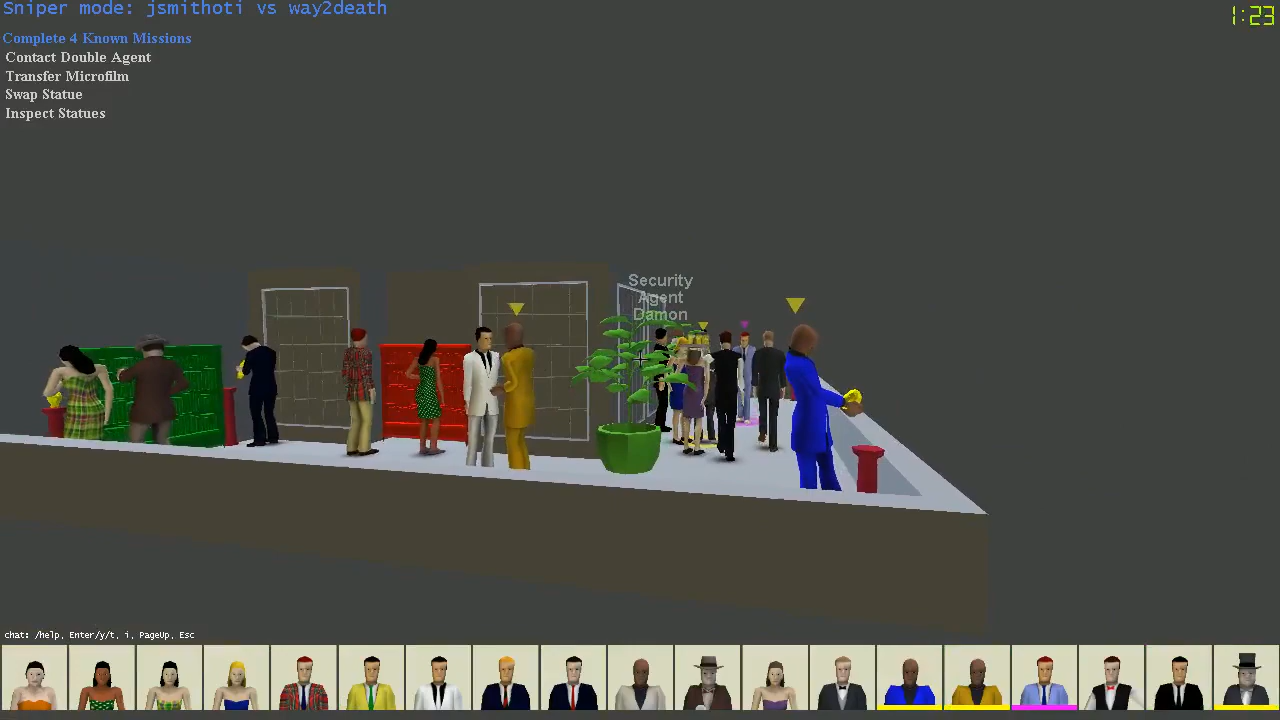 Sniper mode: jsmithoti vs way2death
1:23
Complete 4 Known Missions
Contact Double Agent
Transfer Microfilm
Swap Statue
Inspect Statues
Security
Agent
Damon
chat: /help, Enter/y/t, i, PageUp, Esc